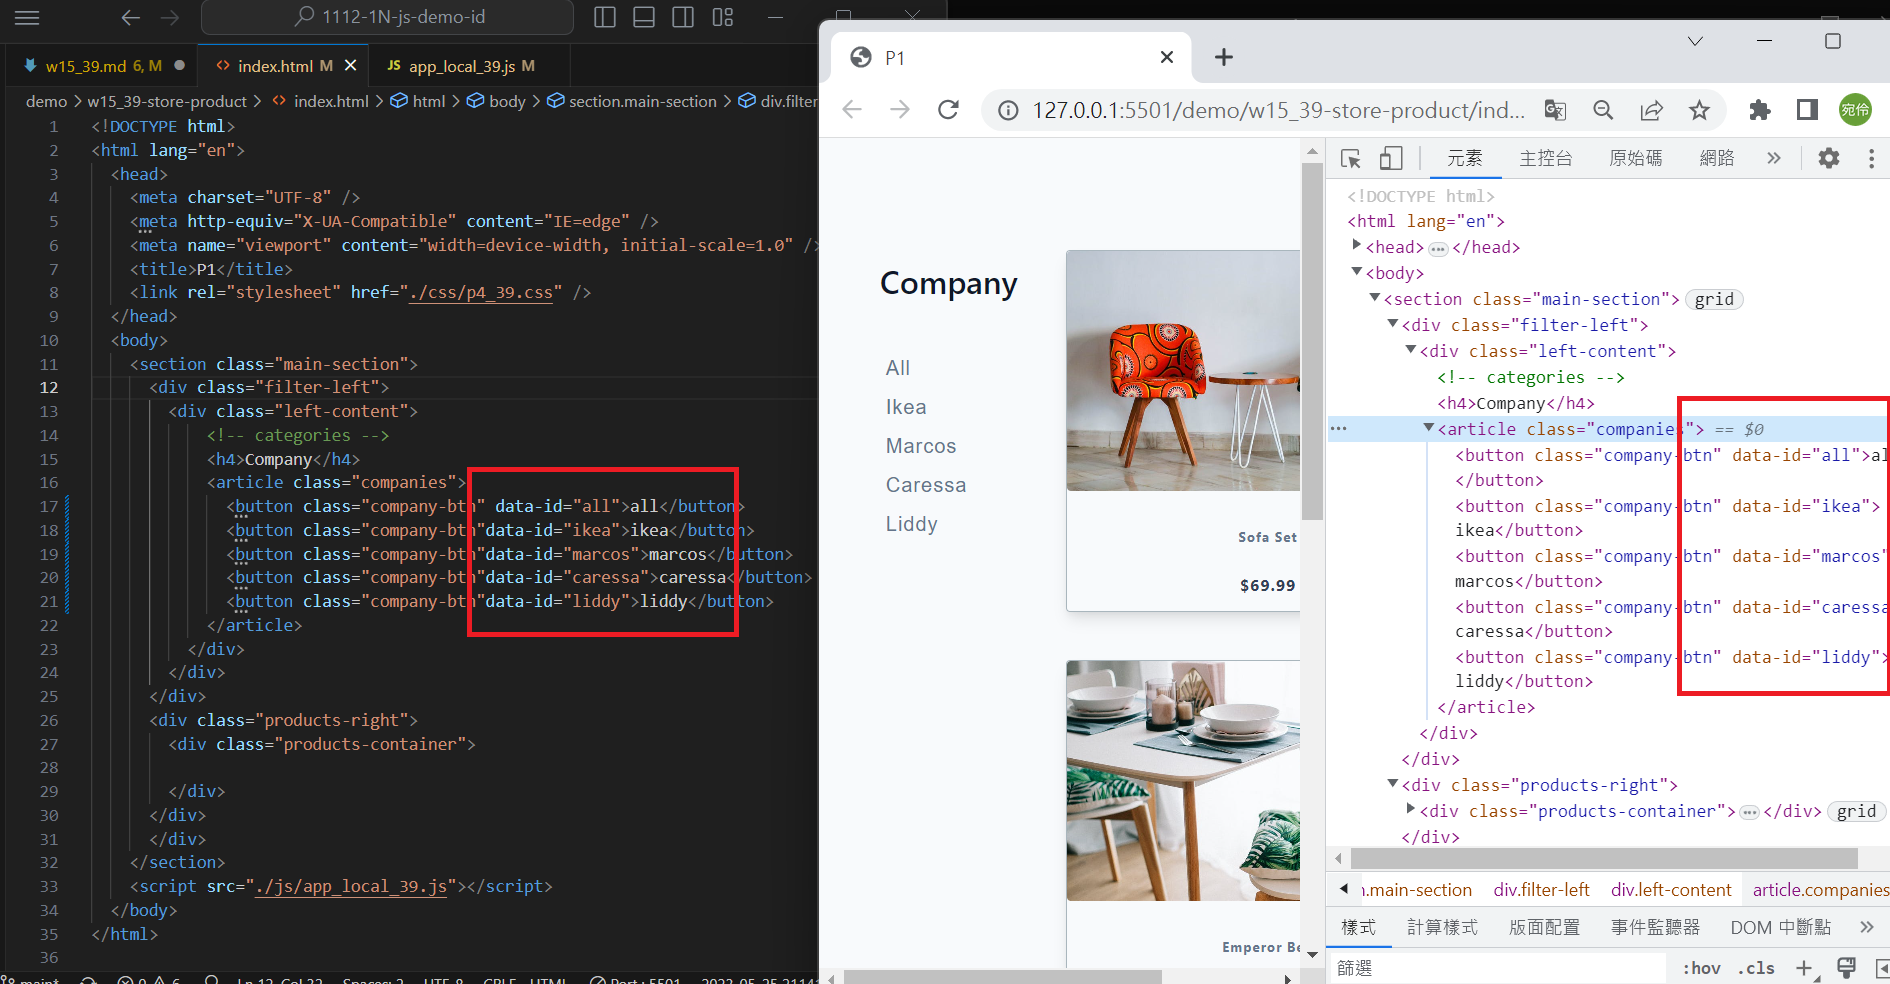 1112-1N-js-demo-id
w15_39.md 6, M
index.html M
JS app_local_39.js M
demo > w15_39-store-product > index.html > html > body > section.main-section > div.filter
1 <!DOCTYPE html>
2 <html lang="en">
3 <head>
4 <meta charset="UTF-8" />
5 <meta http-equiv="X-UA-Compatible" content="IE=edge" />
6 <meta name="viewport" content="width=device-width, initial-scale=1.0" />
7 <title>P1</title>
8 <link rel="stylesheet" href="./css/p4_39.css" />
9 </head>
10 <body>
11 <section class="main-section">
12 <div class="filter-left">
13 <div class="left-content">
14 <!-- categories -->
15 <h4>Company</h4>
16 <article class="companies">
17 <button class="company-btn" data-id="all">all</button>
18 <button class="company-btn"data-id="ikea">ikea</button>
19 <button class="company-btn"data-id="marcos">marcos</button>
20 <button class="company-btn"data-id="caressa">caressa</button>
21 <button class="company-btn"data-id="liddy">liddy</button>
22 </article>
23 </div>
24 </div>
25 </div>
26 <div class="products-right">
27 <div class="products-container">
28
29 </div>
30 </div>
31 </div>
32 </section>
33 <script src="./js/app_local_39.js"></script>
34 </body>
35 </html>
36
P1
127.0.0.1:5501/demo/w15_39-store-product/ind...
宛伶
Company
All
Ikea
Marcos
Caressa
Liddy
Sofa Set
$69.99
Emperor Be
元素 主控台 原始碼 網路
<!DOCTYPE html>
<html lang="en">
<head> ••• </head>
<body>
<section class="main-section"> grid
<div class="filter-left">
<div class="left-content">
<!-- categories -->
<h4>Company</h4>
<article class="companies"> == $0
<button class="company-btn" data-id="all">al
</button>
<button class="company-btn" data-id="ikea">
ikea</button>
<button class="company-btn" data-id="marcos"
marcos</button>
<button class="company-btn" data-id="caressa
caressa</button>
<button class="company-btn" data-id="liddy">
liddy</button>
</article>
</div>
</div>
<div class="products-right">
<div class="products-container"> ••• </div> grid
</div>
n.main-section div.filter-left div.left-content article.companies
樣式 計算樣式 版面配置 事件監聽器 DOM 中斷點
篩選 :hov .cls